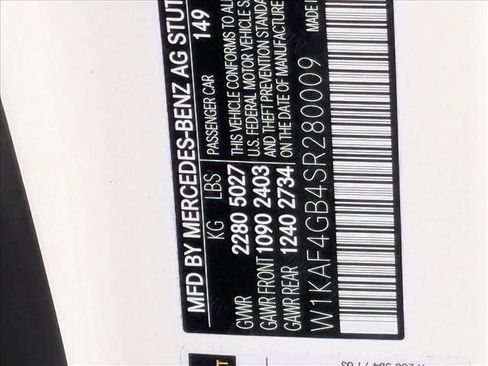 MFD BY MERCEDES-BENZ AG STUT
PASSENGER CAR 149
KG LBS
GVWR 2280 5027
GAWR FRONT 1090 2403
GAWR REAR 1240 2734
THIS VEHICLE CONFORMS TO AL
U.S. FEDERAL MOTOR VEHICLE S
AND THEFT PREVENTION STANDA
ON THE DATE OF MANUFACTURE
W1KAF4GB4SR280009
MADE